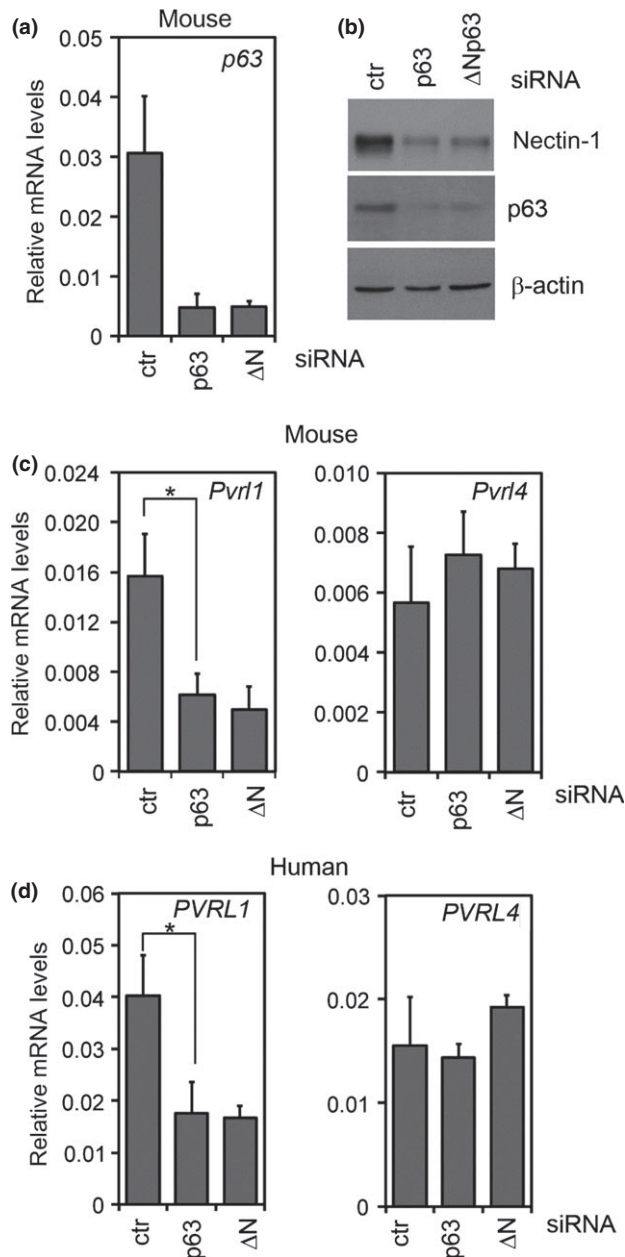 (a)
Mouse
p63
Relative mRNA levels
0.05
0.04
0.03
0.02
0.01
0
ctr
p63
ΔN
siRNA
(b)
ctr
p63
ΔNp63
siRNA
Nectin-1
p63
β-actin
Mouse
(c)
Pvrl1
*
Relative mRNA levels
0.024
0.020
0.016
0.012
0.008
0.004
0
ctr
p63
ΔN
Pvrl4
0.010
0.008
0.006
0.004
0.002
0
ctr
p63
ΔN
siRNA
Human
(d)
PVRL1
*
Relative mRNA levels
0.06
0.05
0.04
0.03
0.02
0.01
0
ctr
p63
ΔN
PVRL4
0.03
0.02
0.01
0
ctr
p63
ΔN
siRNA